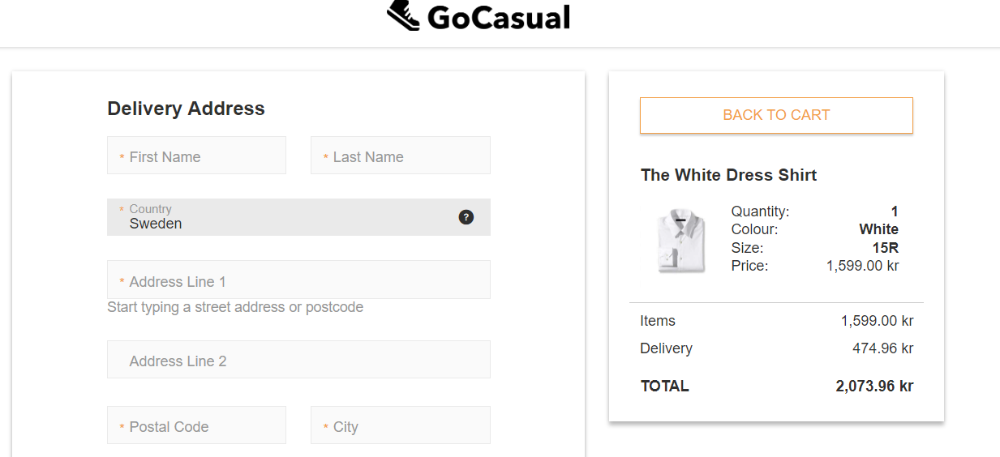 GoCasual
Delivery Address
* First Name
* Last Name
* Country
Sweden
?
* Address Line 1
Start typing a street address or postcode
Address Line 2
* Postal Code
* City
BACK TO CART
The White Dress Shirt
Quantity: 1
Colour: White
Size: 15R
Price: 1,599.00 kr
Items 1,599.00 kr
Delivery 474.96 kr
TOTAL 2,073.96 kr